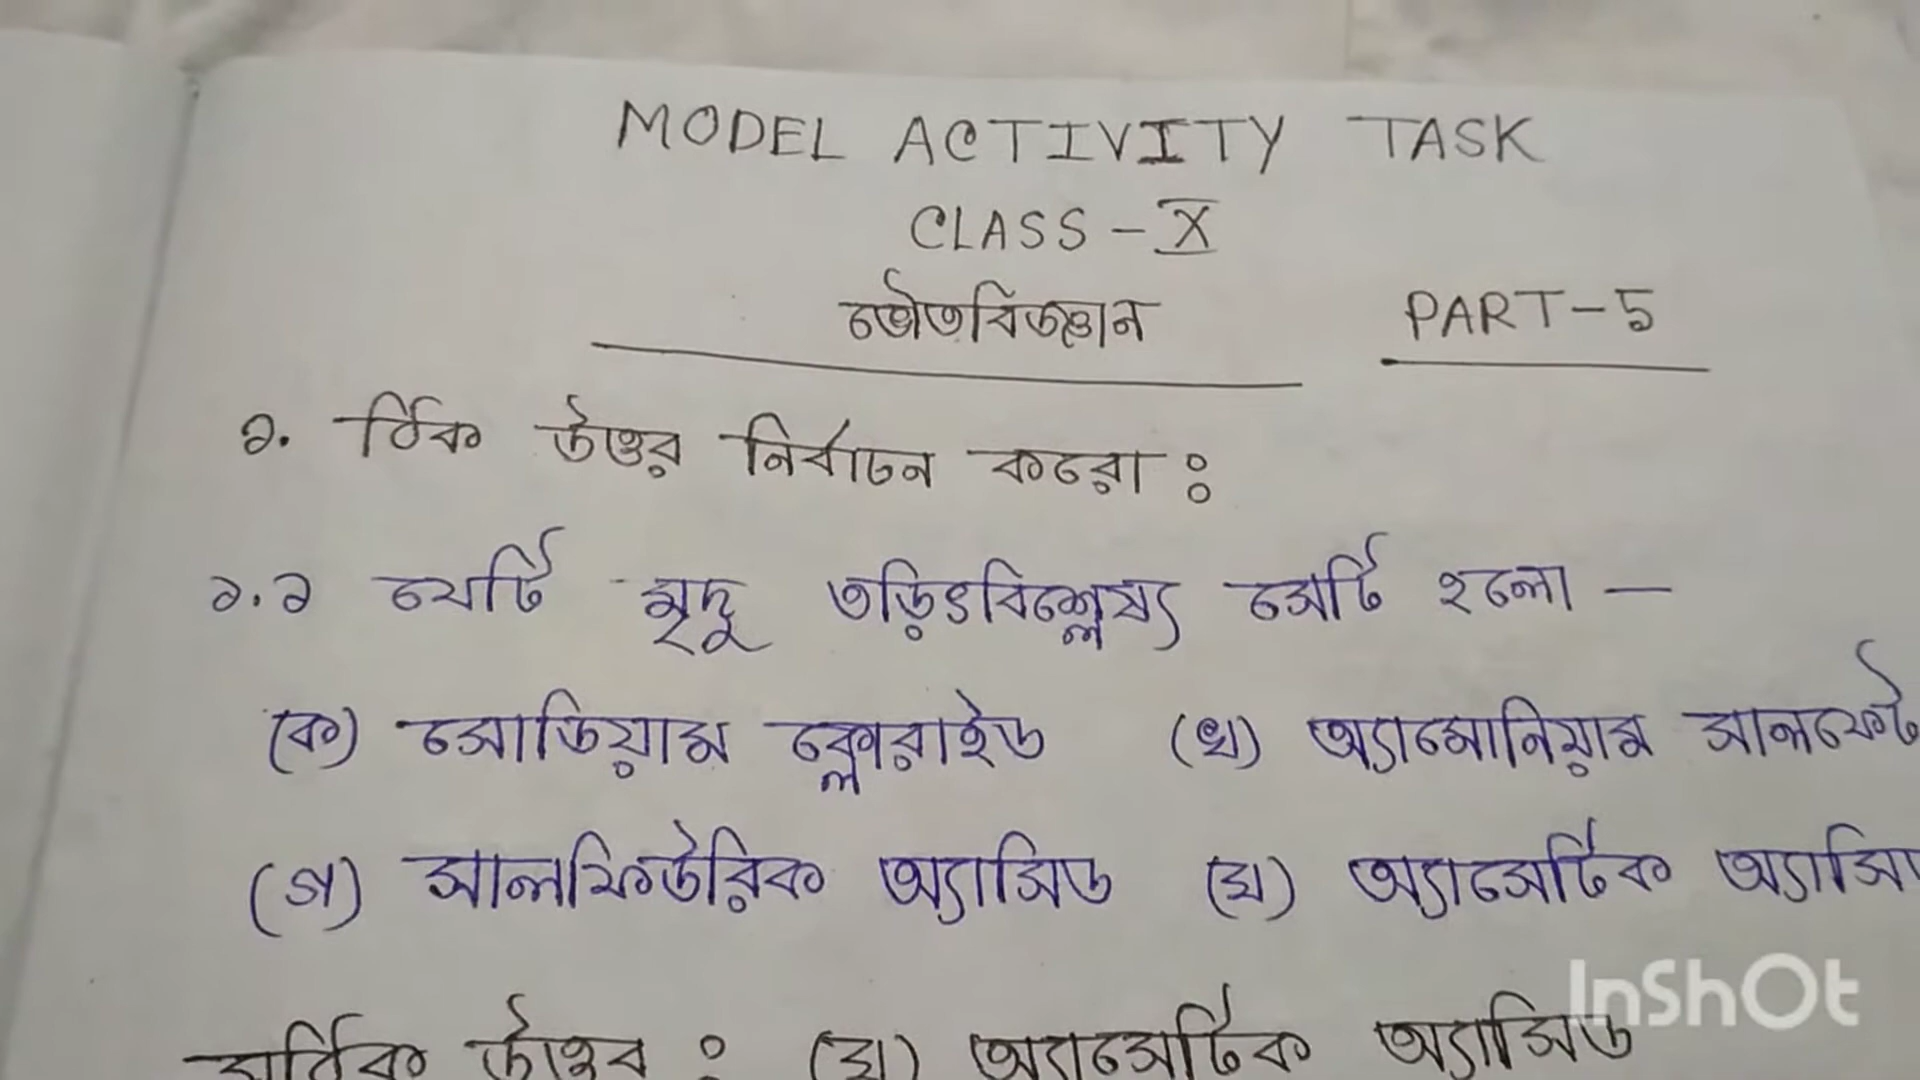 MODEL ACTIVITY TASK
CLASS - X
ভৌতবিজ্ঞান PART-5
১. ঠিক উত্তর নির্বাচন করো :
১.১ যেটি মৃদু তড়িৎবিশ্লেষ্য সেটি হলো —
(ক) সোডিয়াম ক্লোরাইড (খ) অ্যামোনিয়াম সালফেট
(গ) সালফিউরিক অ্যাসিড (ঘ) অ্যাসেটিক অ্যাসি
সঠিক উত্তর : (ঘ) অ্যাসেটিক অ্যাসিড
InShOt